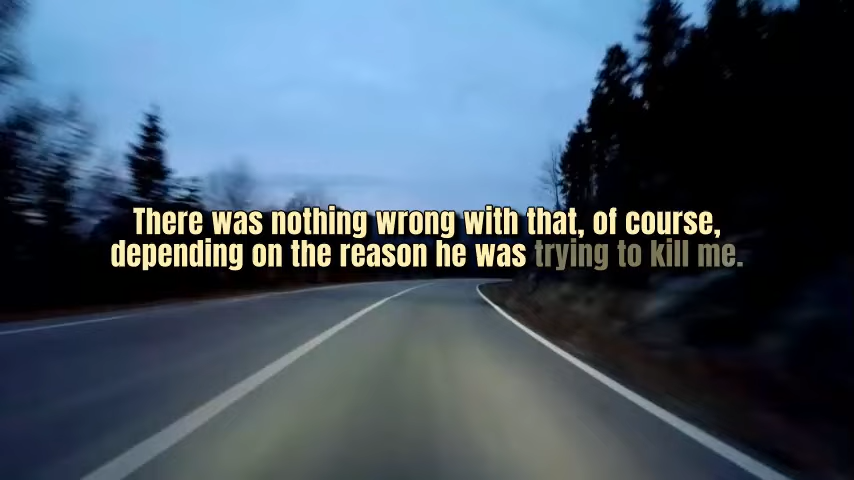 There was nothing wrong with that, of course,
depending on the reason he was trying to kill me.